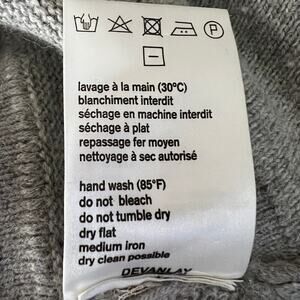 P
lavage à la main (30°C)
blanchiment interdit
séchage en machine interdit
séchage à plat
repassage fer moyen
nettoyage à sec autorisé
hand wash (85°F)
do not bleach
do not tumble dry
dry flat
medium iron
dry clean possible
DEVANLAY